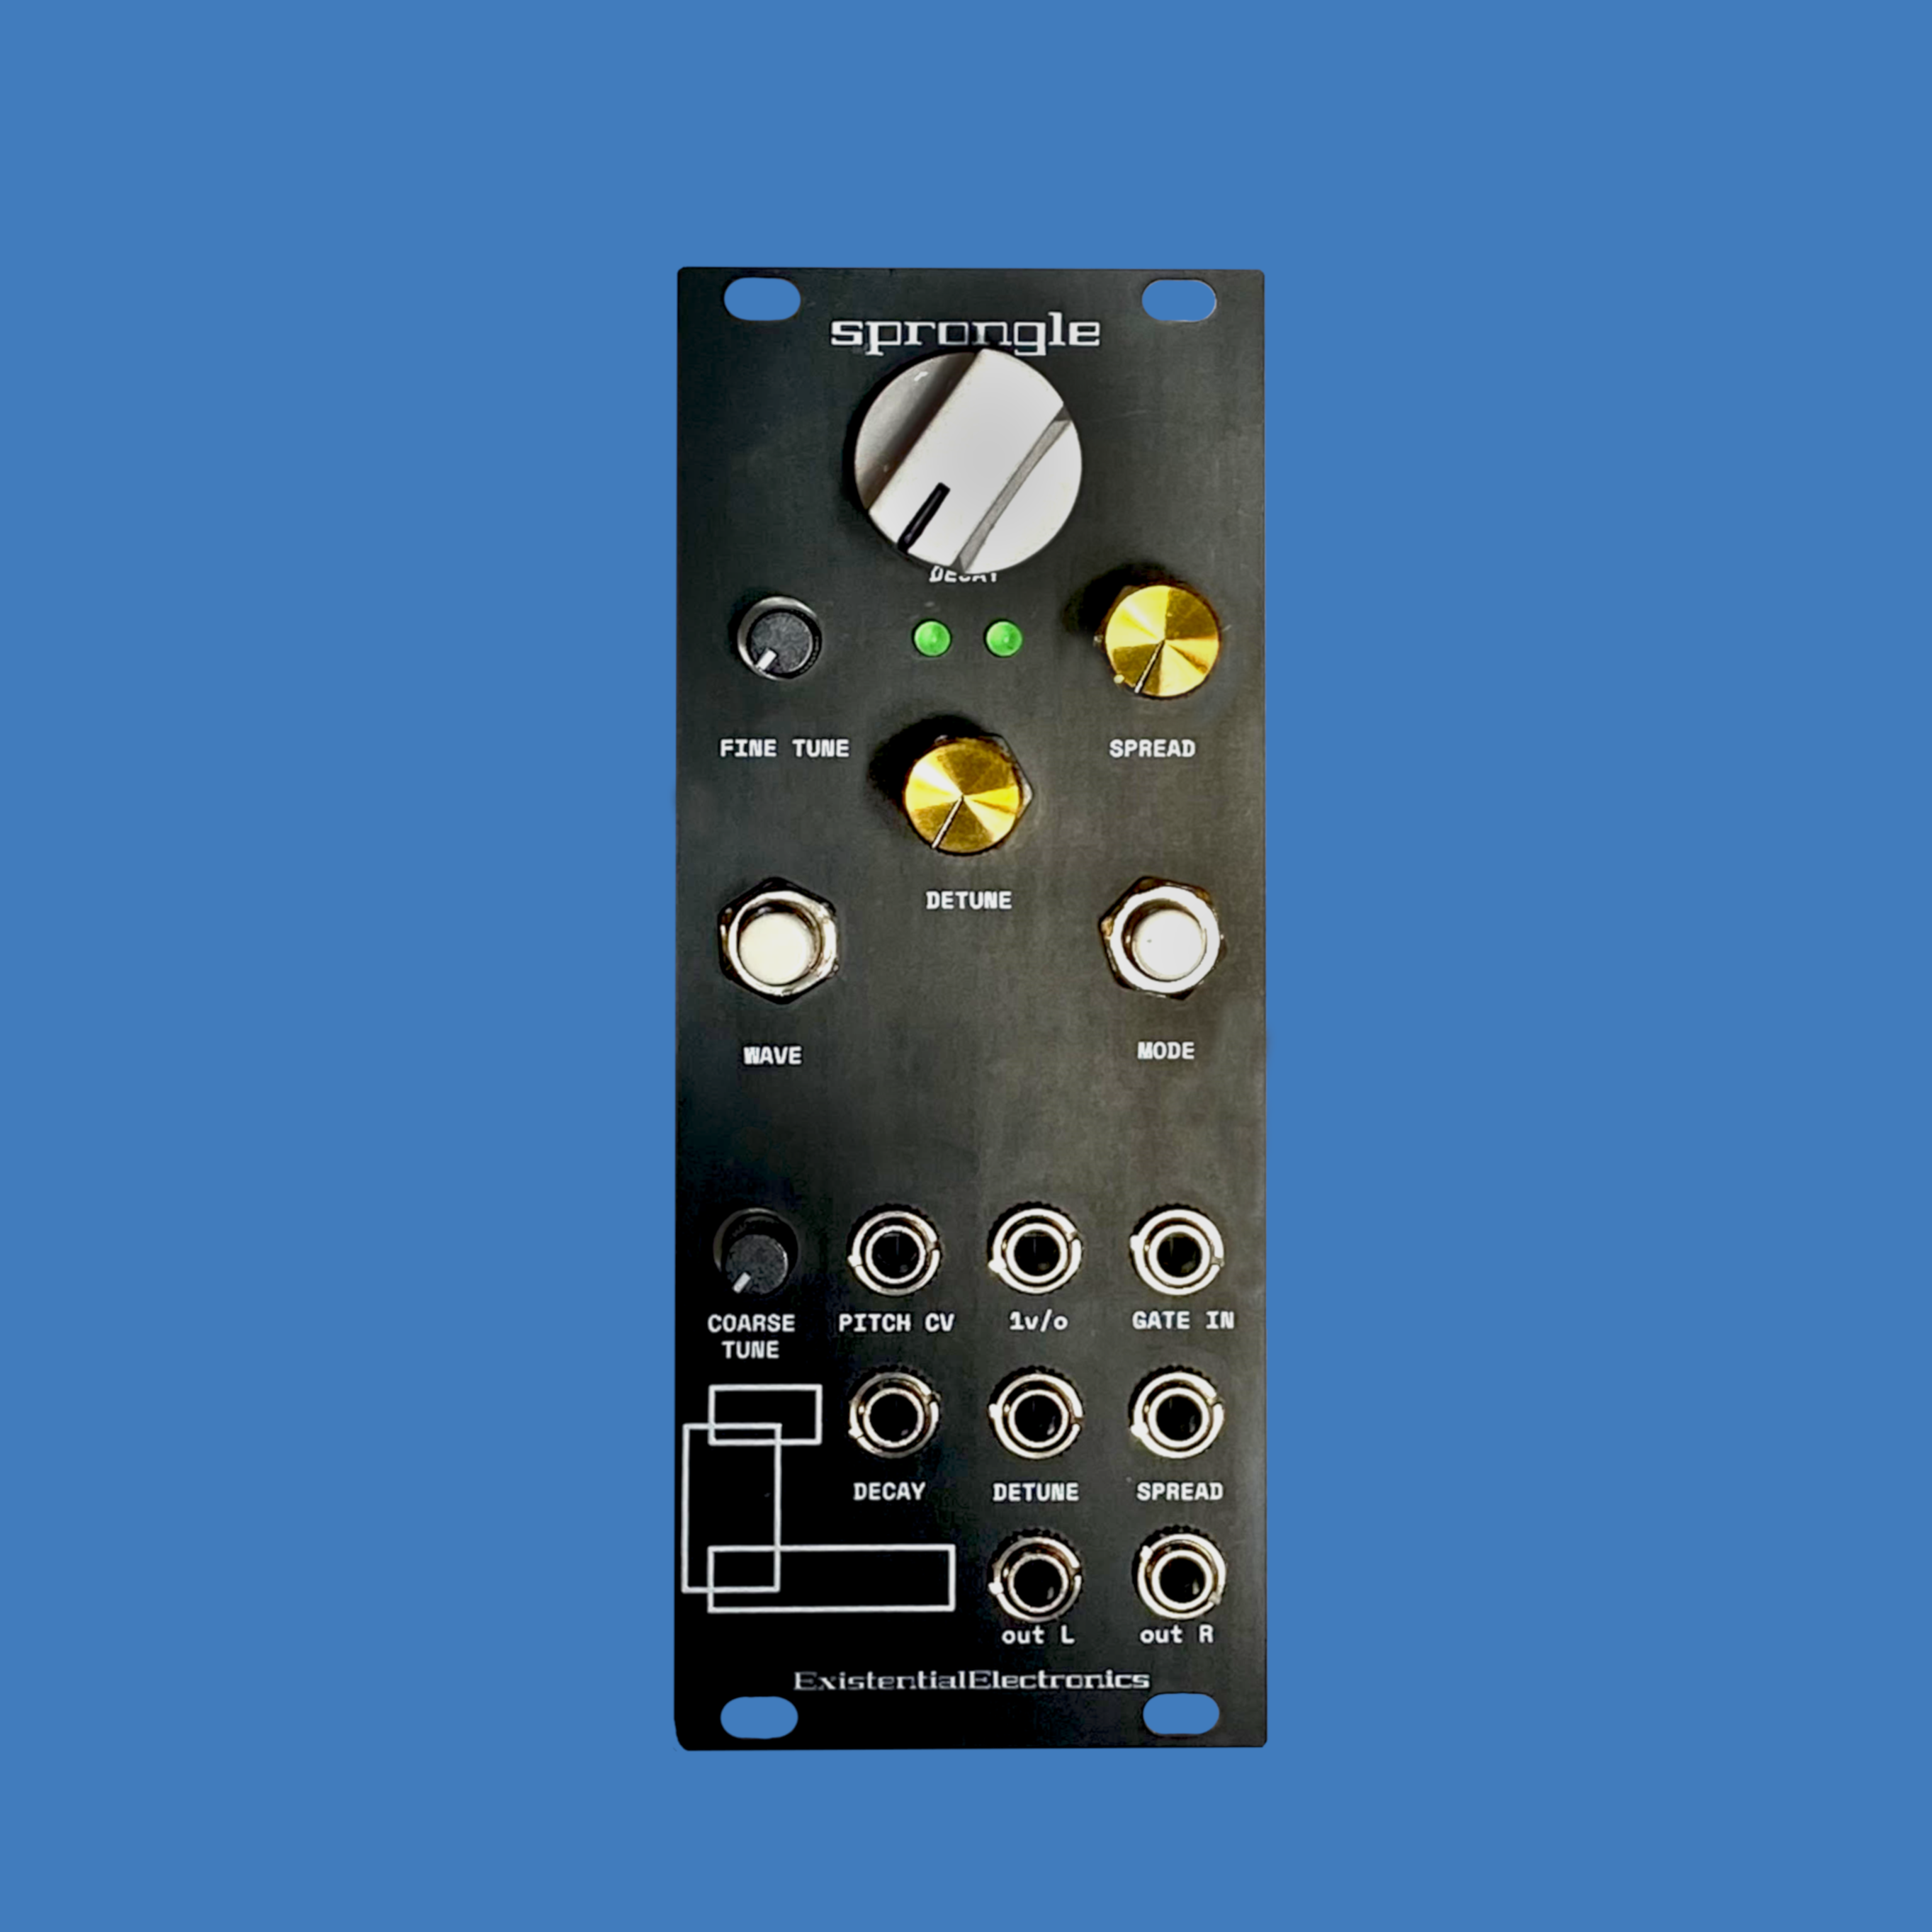 sprongle
DECAY
FINE TUNE
SPREAD
DETUNE
WAVE
MODE
COARSE
TUNE
PITCH CV
1v/o
GATE IN
DECAY
DETUNE
SPREAD
out L
out R
ExistentialElectronics